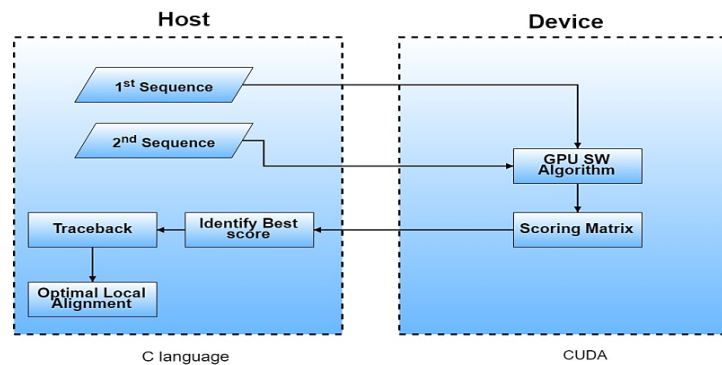 Host
Device
1st Sequence
2nd Sequence
GPU SW
Algorithm
Traceback
Identify Best
score
Scoring Matrix
Optimal Local
Alignment
C language
CUDA